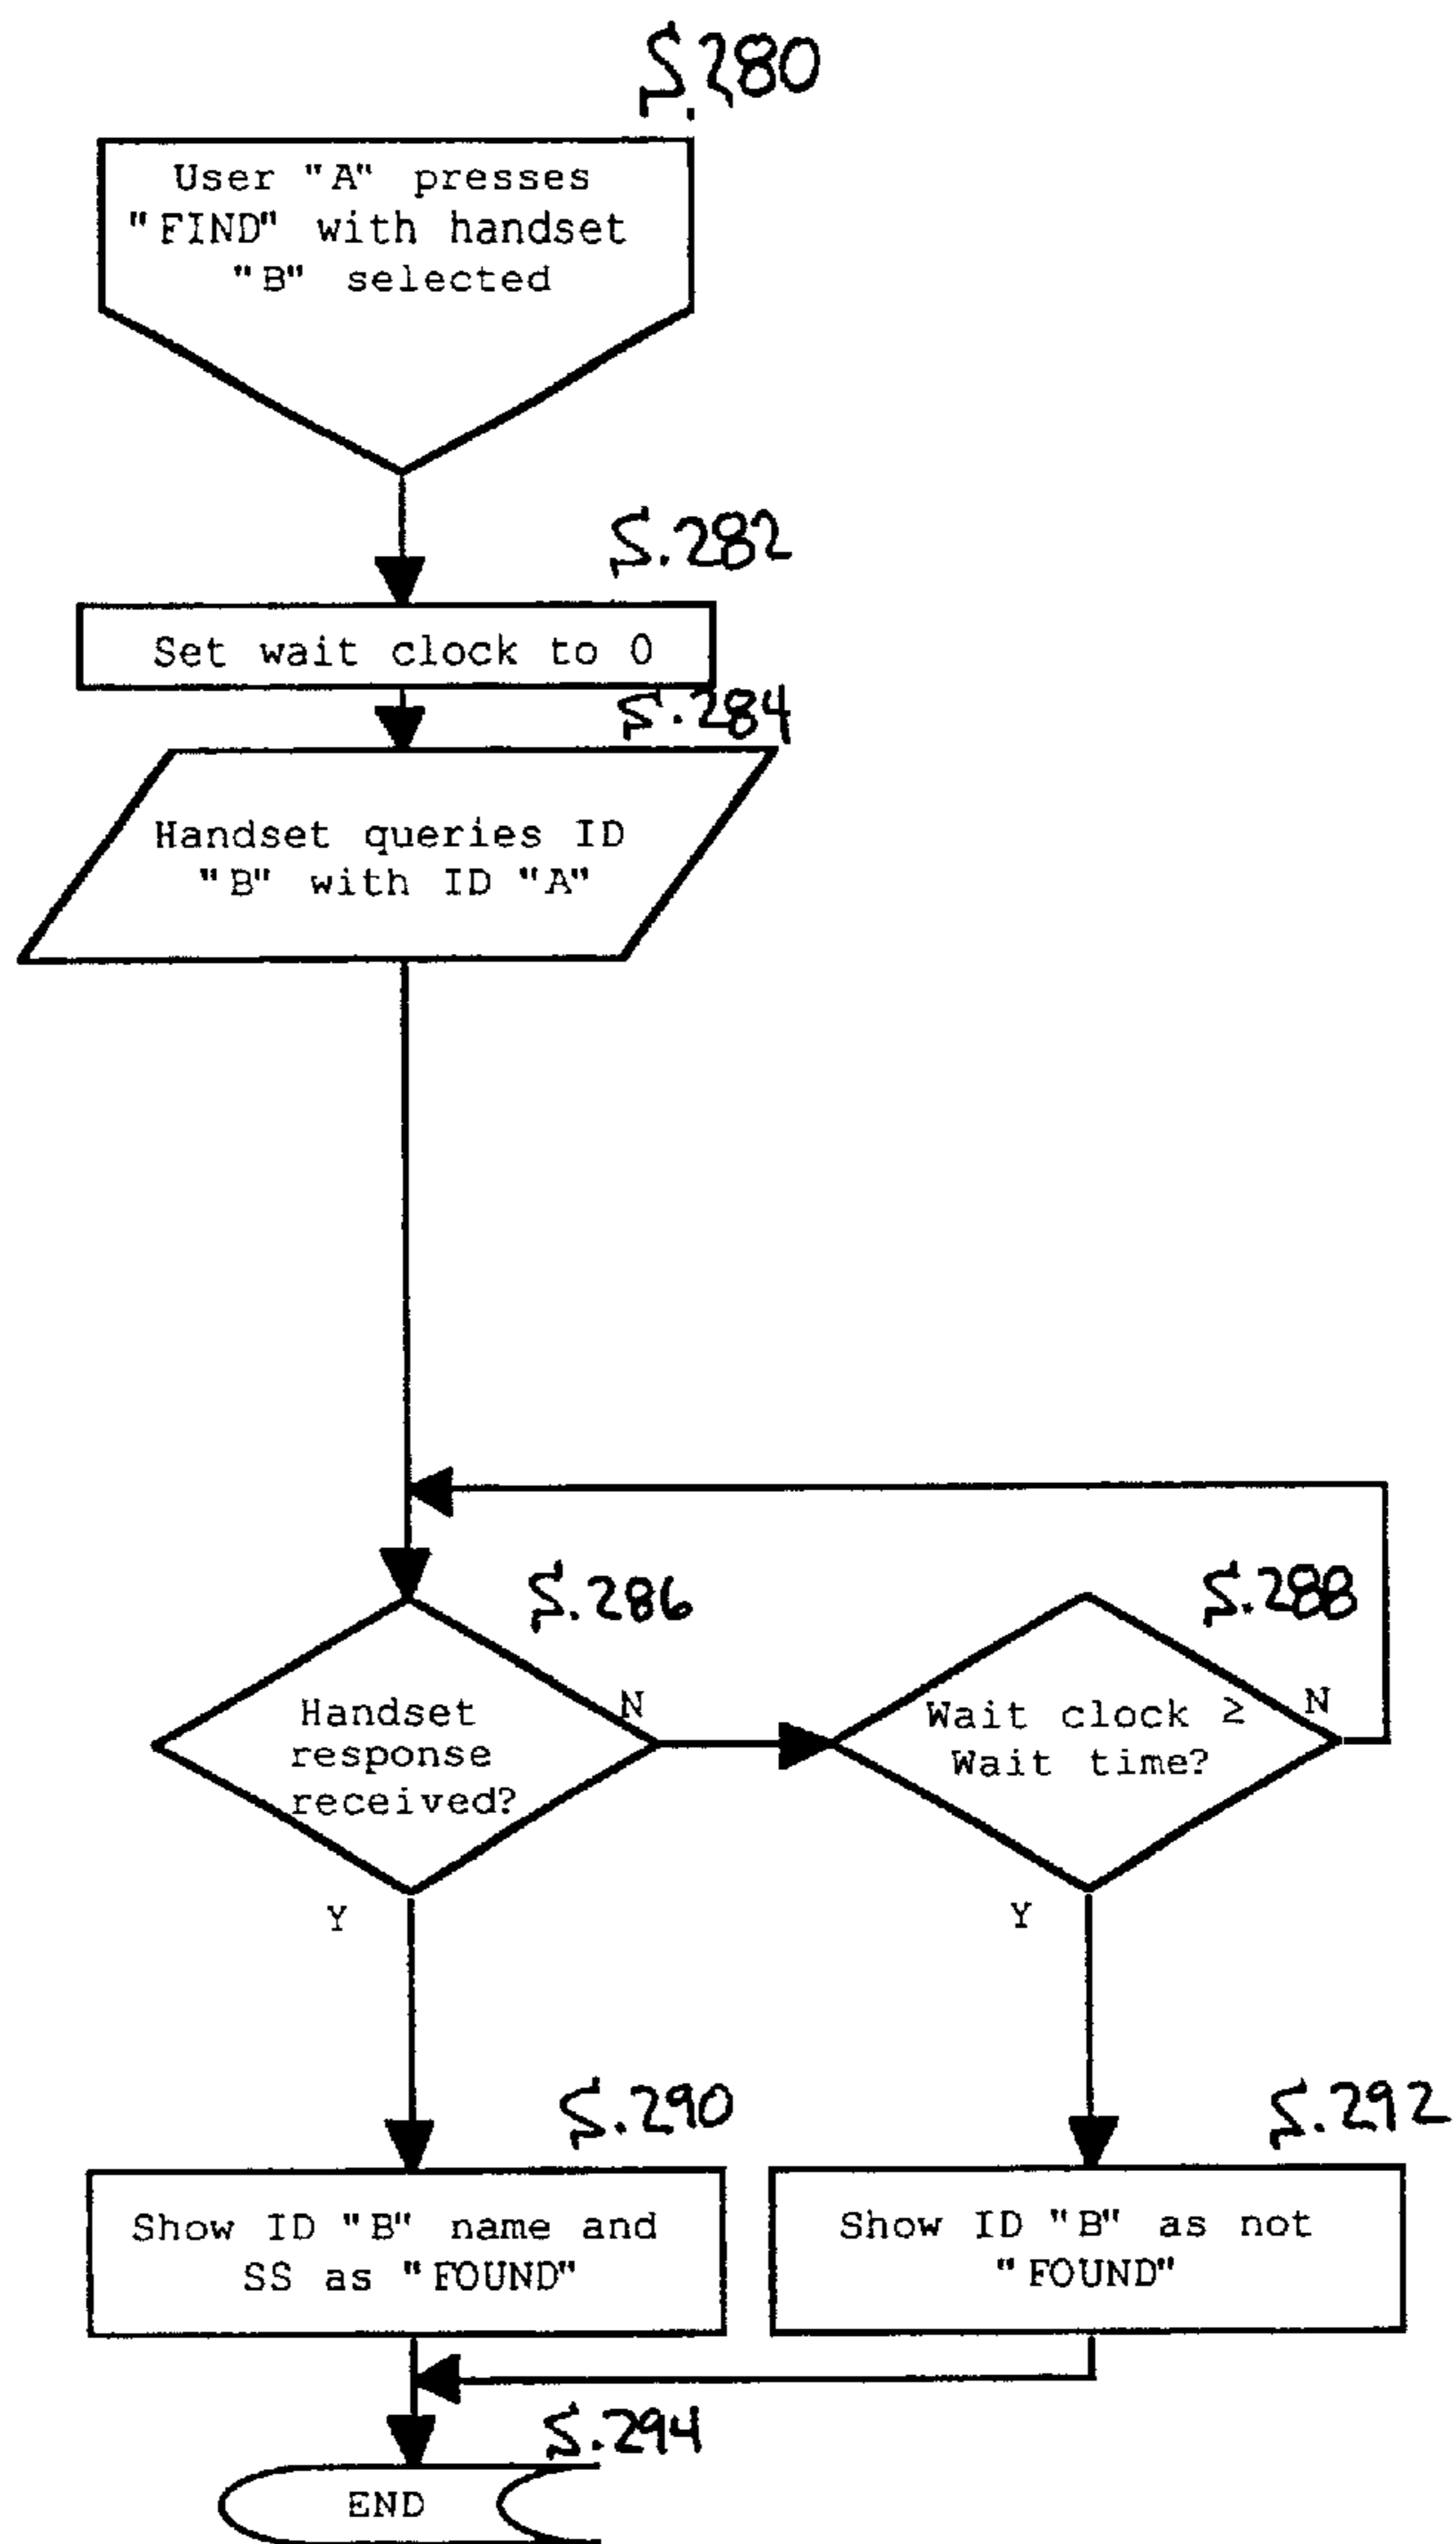 S.280
User "A" presses
"FIND" with handset
"B" selected
S.282
Set wait clock to 0
S.284
Handset queries ID
"B" with ID "A"
S.286
S.288
Handset
response
received?
N
Wait clock ≥
Wait time?
N
Y
Y
S.290
S.292
Show ID "B" name and
SS as "FOUND"
Show ID "B" as not
"FOUND"
S.294
END